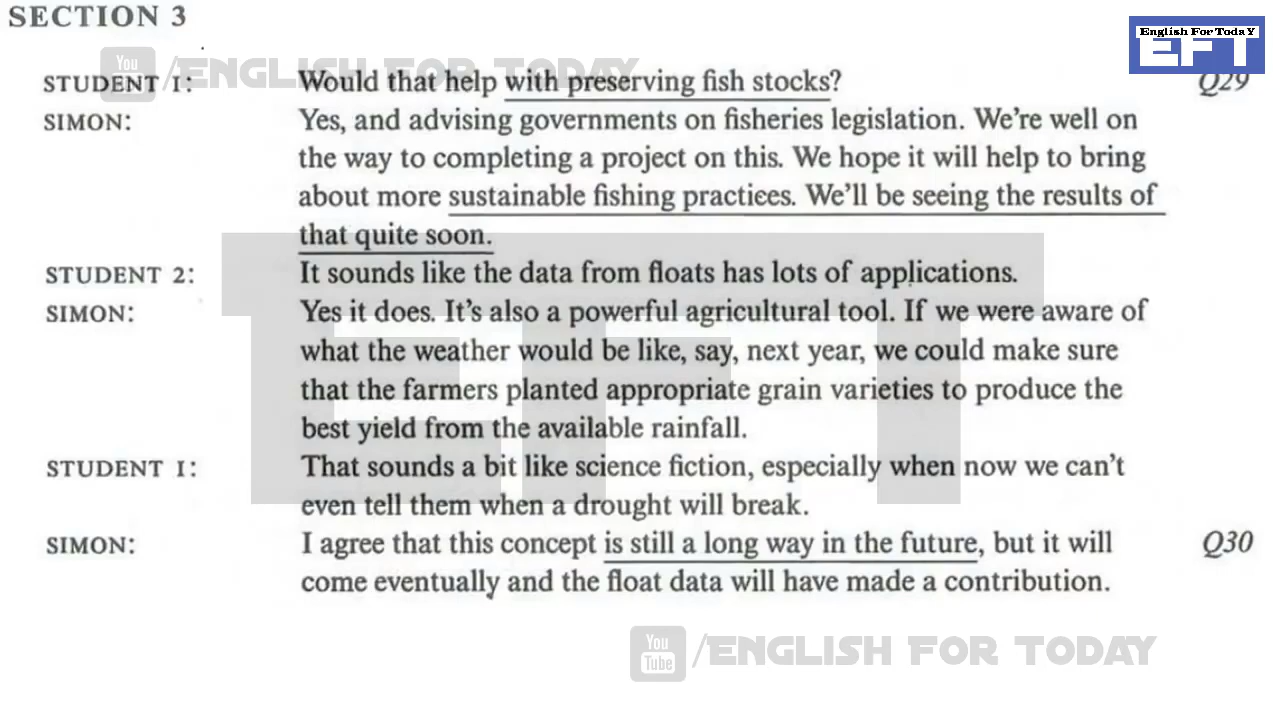 SECTION 3
English For TodaY
EFT
You /ENGLISH FOR TODAY
STUDENT 1: Would that help with preserving fish stocks? Q29
SIMON: Yes, and advising governments on fisheries legislation. We're well on
the way to completing a project on this. We hope it will help to bring
about more sustainable fishing practices. We'll be seeing the results of
that quite soon.
STUDENT 2: It sounds like the data from floats has lots of applications.
SIMON: Yes it does. It's also a powerful agricultural tool. If we were aware of
what the weather would be like, say, next year, we could make sure
that the farmers planted appropriate grain varieties to produce the
best yield from the available rainfall.
STUDENT 1: That sounds a bit like science fiction, especially when now we can't
even tell them when a drought will break.
SIMON: I agree that this concept is still a long way in the future, but it will Q30
come eventually and the float data will have made a contribution.
EFT
You Tube /ENGLISH FOR TODAY